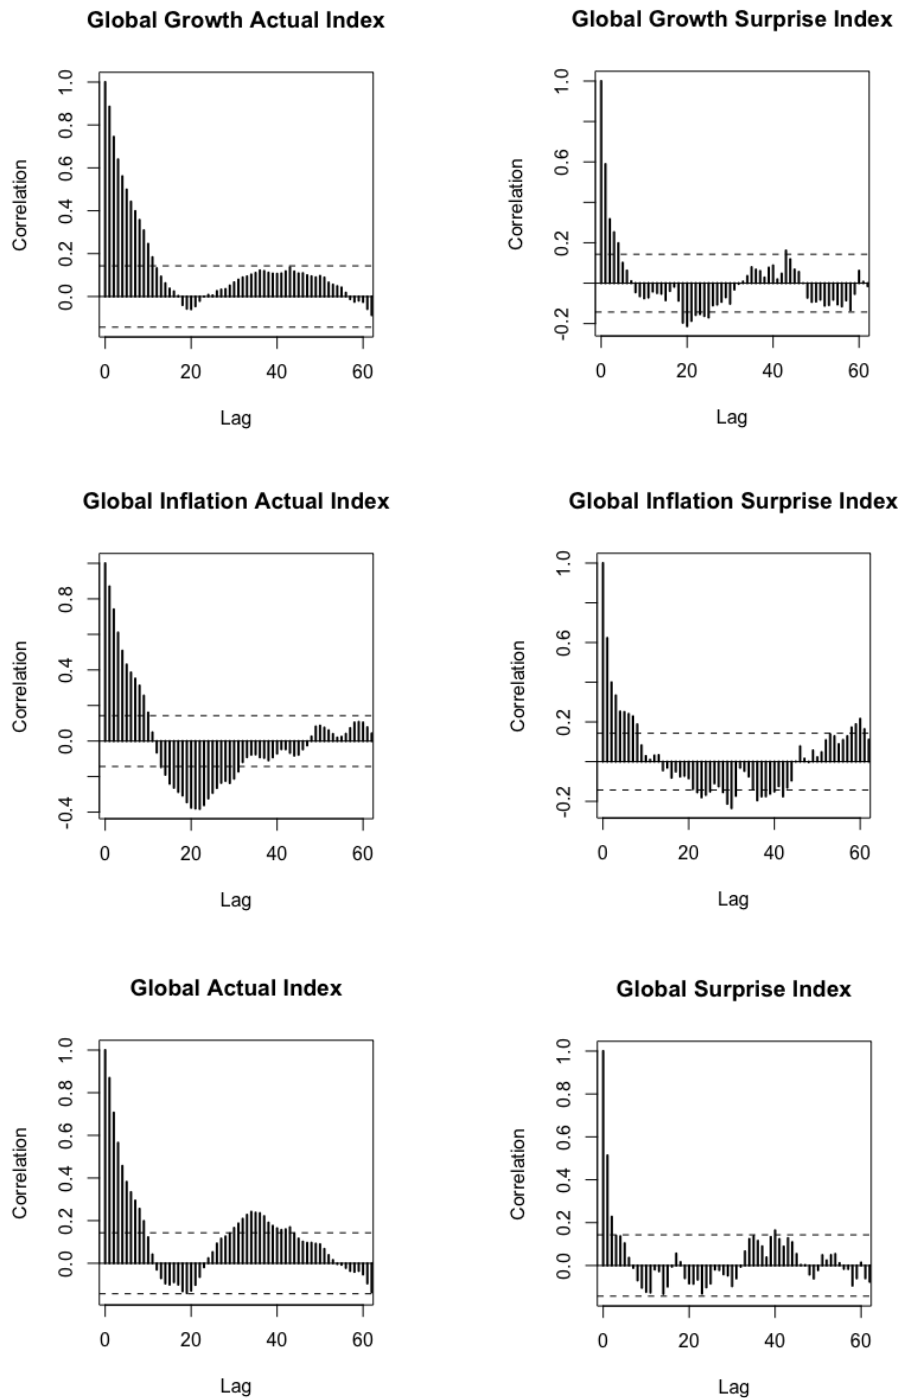 Global Growth Actual Index
Correlation
1.0
0.8
0.6
0.4
0.2
0.0
0 20 40 60
Lag
Global Growth Surprise Index
Correlation
1.0
0.6
0.2
-0.2
0 20 40 60
Lag
Global Inflation Actual Index
Correlation
0.8
0.4
0.0
-0.4
0 20 40 60
Lag
Global Inflation Surprise Index
Correlation
1.0
0.6
0.2
-0.2
0 20 40 60
Lag
Global Actual Index
Correlation
1.0
0.8
0.6
0.4
0.2
0.0
0 20 40 60
Lag
Global Surprise Index
Correlation
1.0
0.8
0.6
0.4
0.2
0.0
0 20 40 60
Lag